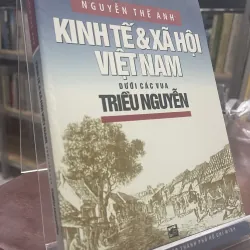 NGUYỄN THẾ ANH
KINH TẾ & XÃ HỘI
VIỆT NAM
DƯỚI CÁC VUA
TRIỀU NGUYỄN